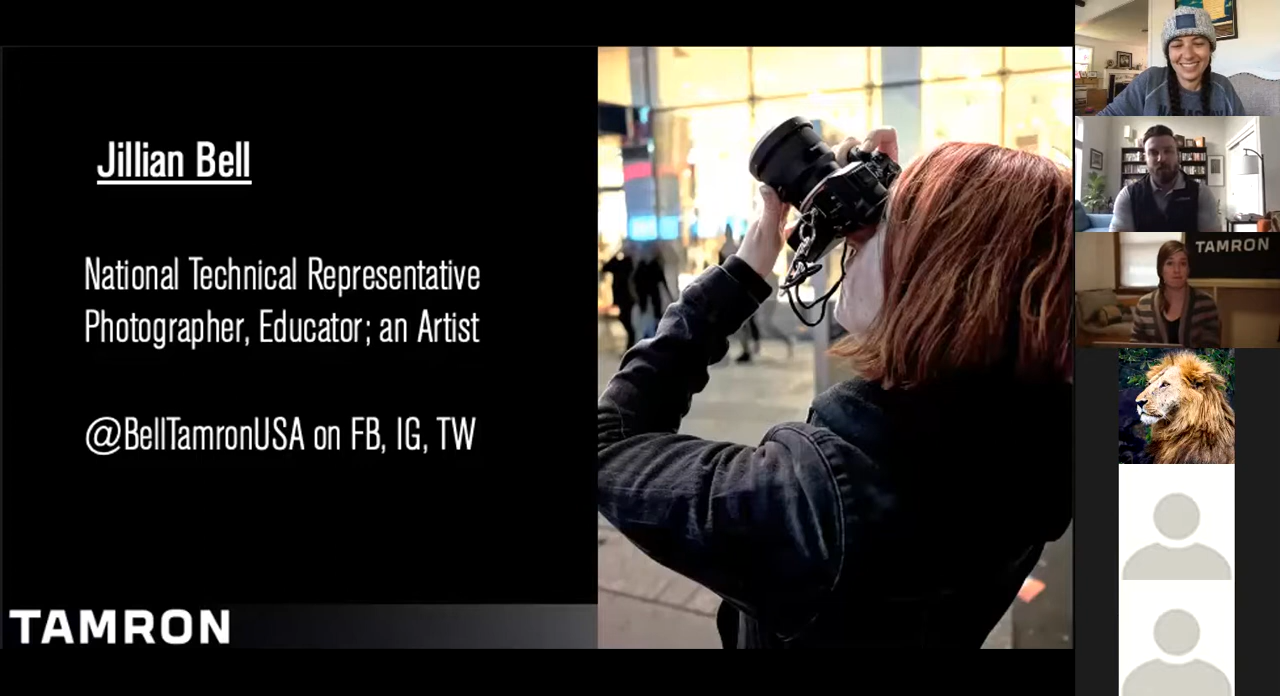 Jillian Bell
National Technical Representative
Photographer, Educator; an Artist
@BellTamronUSA on FB, IG, TW
TAMRON
TAMRON